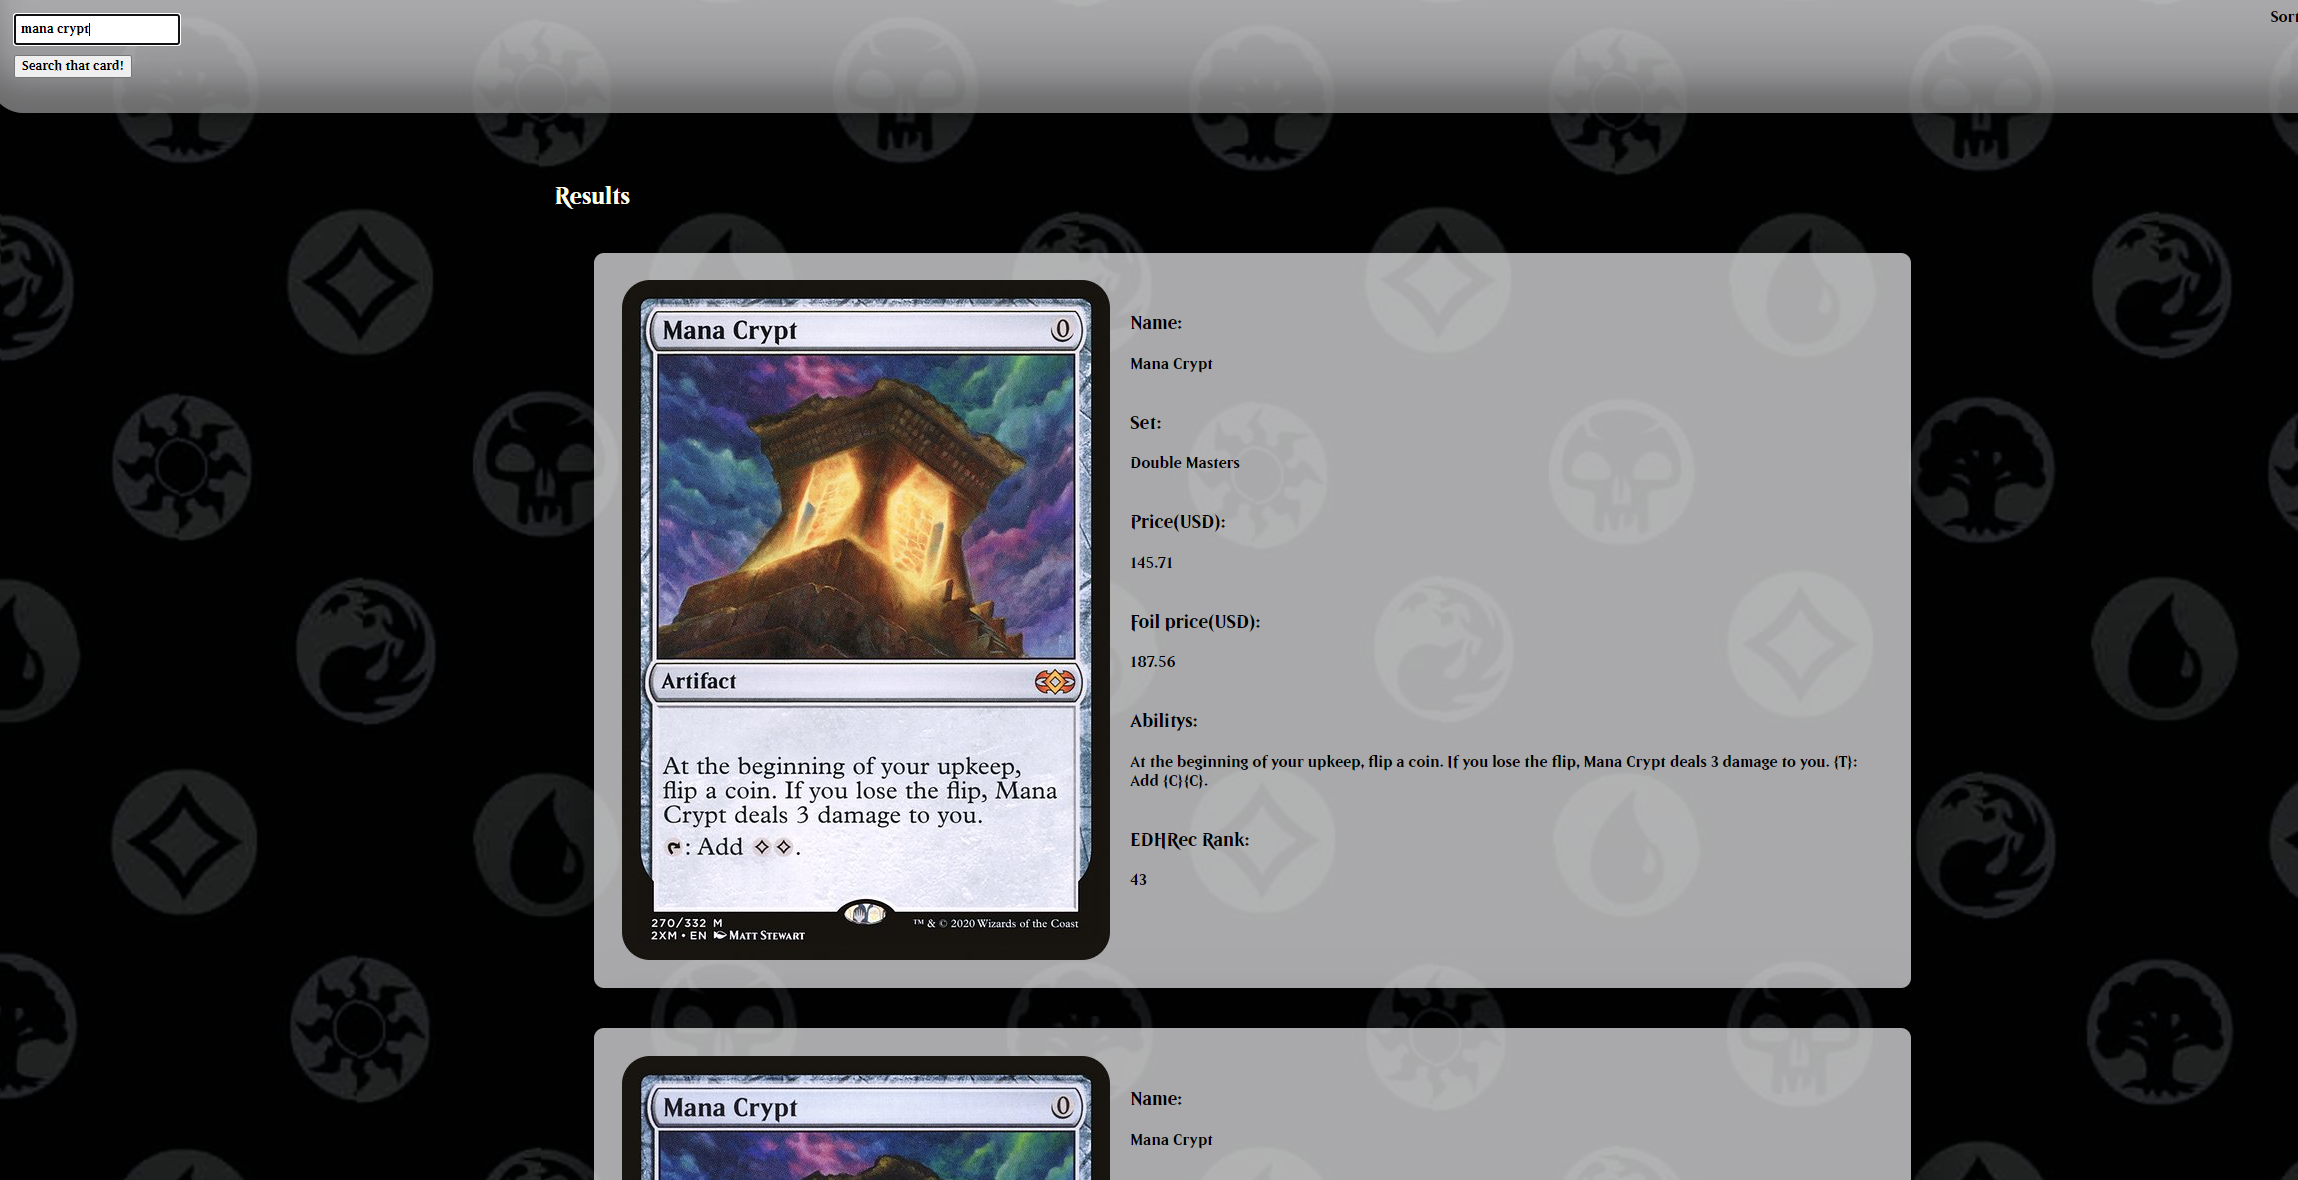 mana crypt
Search that card!
Sort
Results
Mana Crypt
0
Artifact
At the beginning of your upkeep,
flip a coin. If you lose the flip, Mana
Crypt deals 3 damage to you.
: Add
.
270/332 M
2XM • EN MATT STEWART
™ & © 2020 Wizards of the Coast
Name:
Mana Crypt
Set:
Double Masters
Price(USD):
145.71
Foil price(USD):
187.56
Abilitys:
At the beginning of your upkeep, flip a coin. If you lose the flip, Mana Crypt deals 3 damage to you. {T}:
Add {C}{C}.
EDHRec Rank:
43
Mana Crypt
0
Name:
Mana Crypt